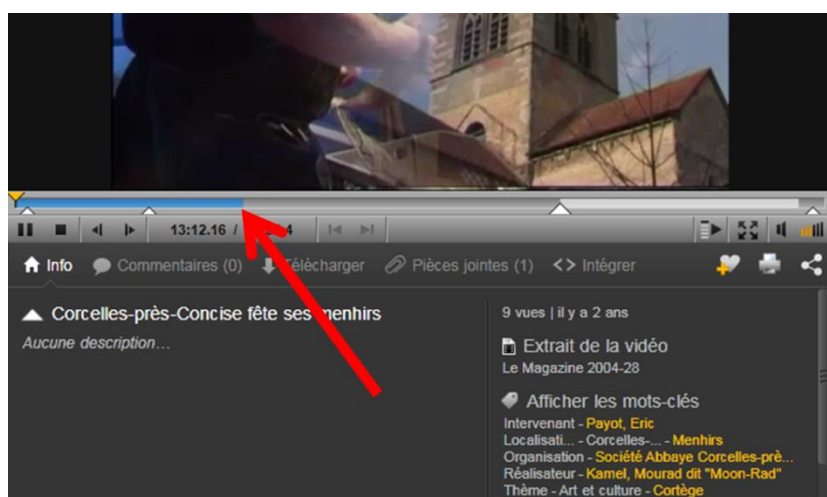 13:12.16 /
Info Commentaires (0) Télécharger Pièces jointes (1) <> Intégrer
Corcelles-près-Concise fête ses menhirs
Aucune description...
9 vues | il y a 2 ans
Extrait de la vidéo
Le Magazine 2004-28
Afficher les mots-clés
Intervenant - Payot, Eric
Localisati... - Corcelles-... - Menhirs
Organisation - Société Abbaye Corcelles-prè...
Réalisateur - Kamel, Mourad dit "Moon-Rad"
Thème - Art et culture - Cortège